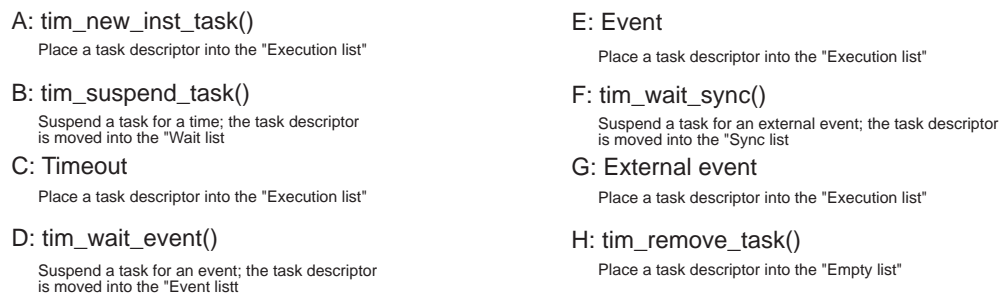 A: tim_new_inst_task()
Place a task descriptor into the "Execution list"
B: tim_suspend_task()
Suspend a task for a time; the task descriptor
is moved into the "Wait list
C: Timeout
Place a task descriptor into the "Execution list"
D: tim_wait_event()
Suspend a task for an event; the task descriptor
is moved into the "Event listt
E: Event
Place a task descriptor into the "Execution list"
F: tim_wait_sync()
Suspend a task for an external event; the task descriptor
is moved into the "Sync list
G: External event
Place a task descriptor into the "Execution list"
H: tim_remove_task()
Place a task descriptor into the "Empty list"